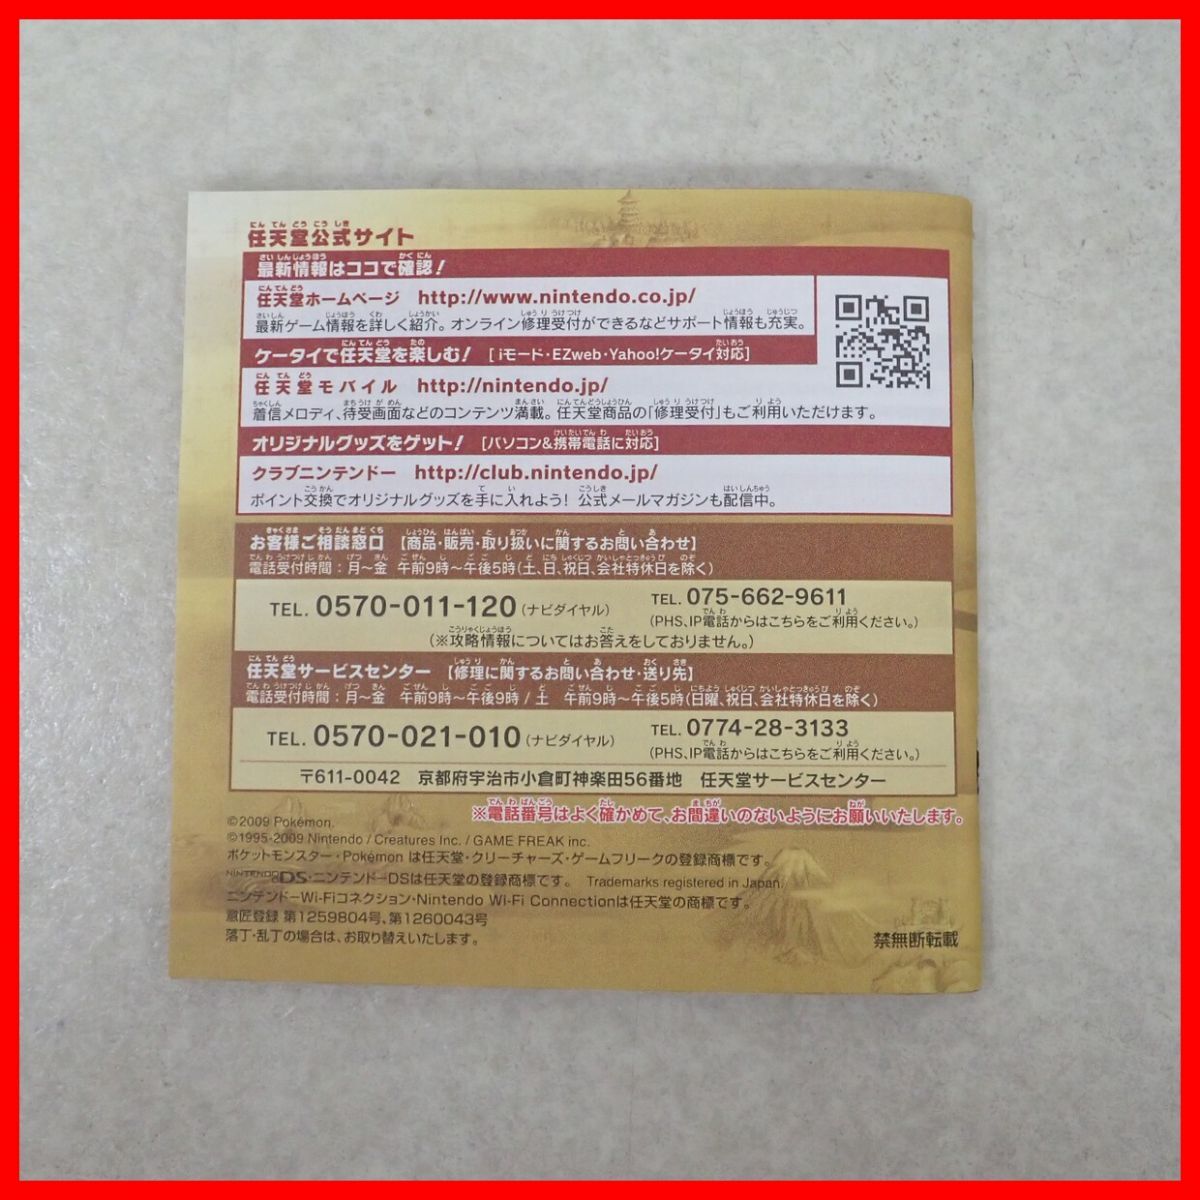 任天堂公式サイト
最新情報はココで確認!
任天堂ホームページ http://www.nintendo.co.jp/
最新ゲーム情報を詳しく紹介。オンライン修理受付ができるなどサポート情報も充実。
ケータイで任天堂を楽しむ! [iモード・EZweb・Yahoo!ケータイ対応]
任天堂モバイル http://nintendo.jp/
着信メロディ、待受画面などのコンテンツ満載。任天堂商品の「修理受付」もご利用いただけます。
オリジナルグッズをゲット! [パソコン&携帯電話に対応]
クラブニンテンドー http://club.nintendo.jp/
ポイント交換でオリジナルグッズを手に入れよう! 公式メールマガジンも配信中。
お客様ご相談窓口 【商品・販売・取り扱いに関するお問い合わせ】
電話受付時間:月〜金 午前9時〜午後5時(土、日、祝日、会社特休日を除く)
TEL. 0570-011-120(ナビダイヤル) TEL. 075-662-9611
(PHS、IP電話からはこちらをご利用ください。)
(※攻略情報についてはお答えをしておりません。)
任天堂サービスセンター 【修理に関するお問い合わせ・送り先】
電話受付時間:月〜金 午前9時〜午後9時/土 午前9時〜午後5時(日曜、祝日、会社特休日を除く)
TEL. 0570-021-010(ナビダイヤル) TEL. 0774-28-3133
(PHS、IP電話からはこちらをご利用ください。)
〒611-0042 京都府宇治市小倉町神楽田56番地 任天堂サービスセンター
※電話番号はよく確かめて、お間違いのないようにお願いいたします。
©2009 Pokémon.
©1995-2009 Nintendo / Creatures Inc. / GAME FREAK inc.
ポケットモンスター・Pokémon は任天堂・クリーチャーズ・ゲームフリークの登録商標です。
NINTENDO DS・ニンテンドーDSは任天堂の登録商標です。 Trademarks registered in Japan.
ニンテンドーWi-Fiコネクション・Nintendo Wi-Fi Connectionは任天堂の商標です。
意匠登録 第1259804号、第1260043号
落丁・乱丁の場合は、お取り替えいたします。
禁無断転載